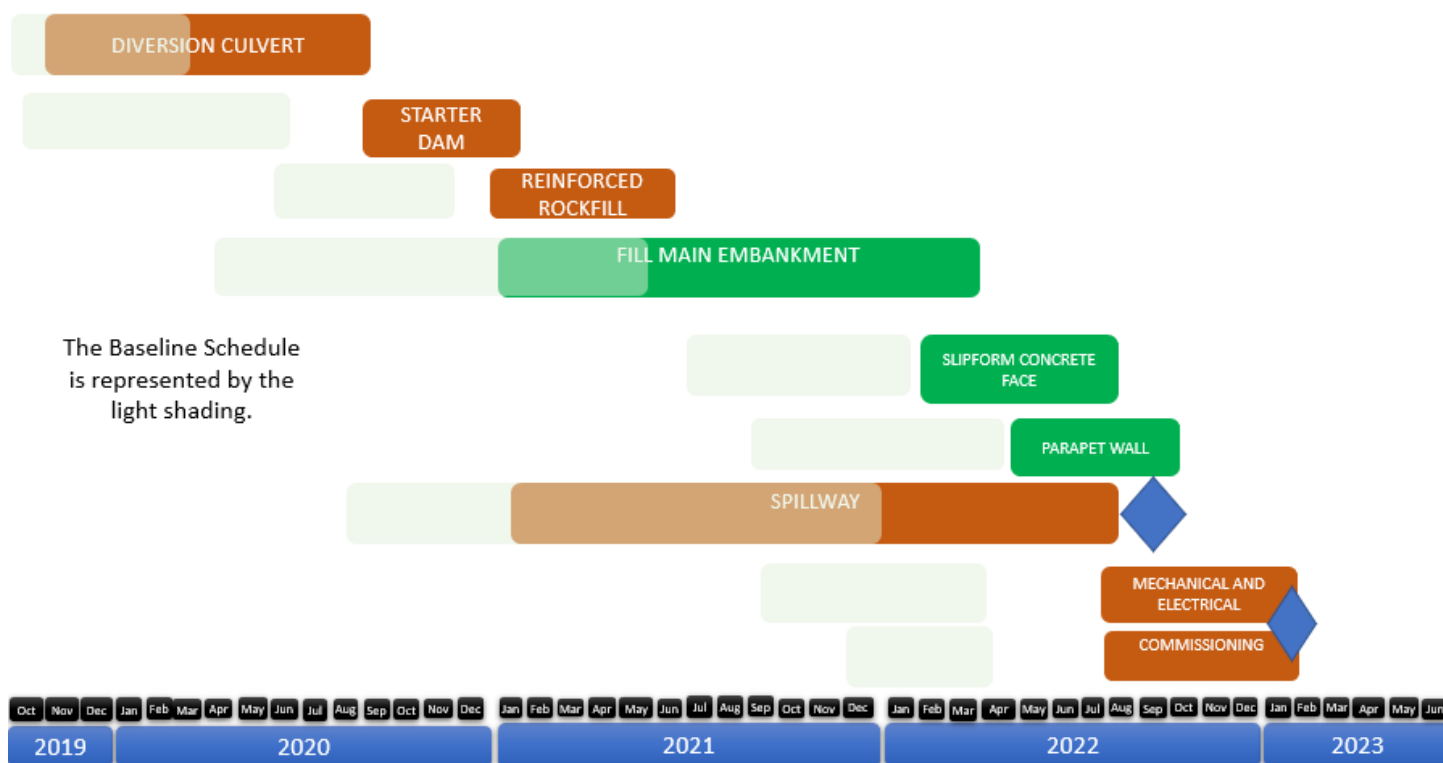 DIVERSION CULVERT
STARTER
DAM
REINFORCED
ROCKFILL
FILL MAIN EMBANKMENT
The Baseline Schedule
is represented by the
light shading.
SLIPFORM CONCRETE
FACE
PARAPET WALL
SPILLWAY
MECHANICAL AND
ELECTRICAL
COMMISSIONING
Oct Nov Dec Jan Feb Mar Apr May Jun Jul Aug Sep Oct Nov Dec Jan Feb Mar Apr May Jun Jul Aug Sep Oct Nov Dec Jan Feb Mar Apr May Jun Jul Aug Sep Oct Nov Dec Jan Feb Mar Apr May Jun
2019 2020 2021 2022 2023